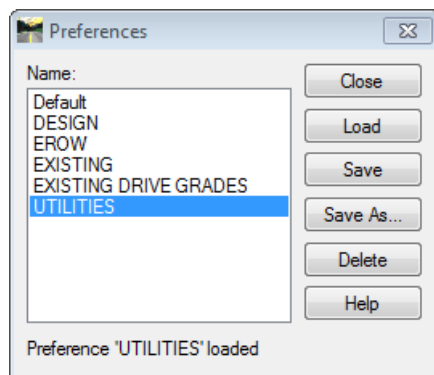 Preferences
Name:
Default
DESIGN
EROW
EXISTING
EXISTING DRIVE GRADES
UTILITIES
Close
Load
Save
Save As...
Delete
Help
Preference 'UTILITIES' loaded